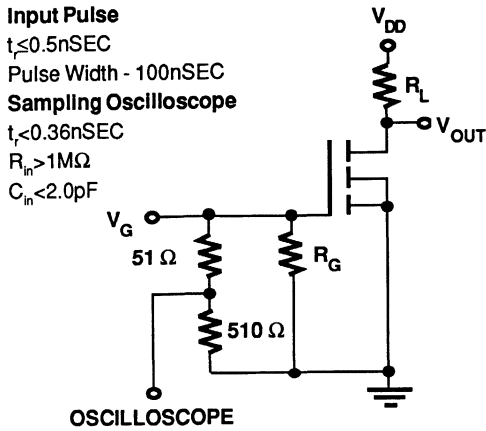 Input Pulse
tr≤0.5nSEC
Pulse Width - 100nSEC
Sampling Oscilloscope
tr<0.36nSEC
Rin>1MΩ
Cin<2.0pF
VDD
RL
VOUT
VG
51 Ω
RG
510 Ω
OSCILLOSCOPE